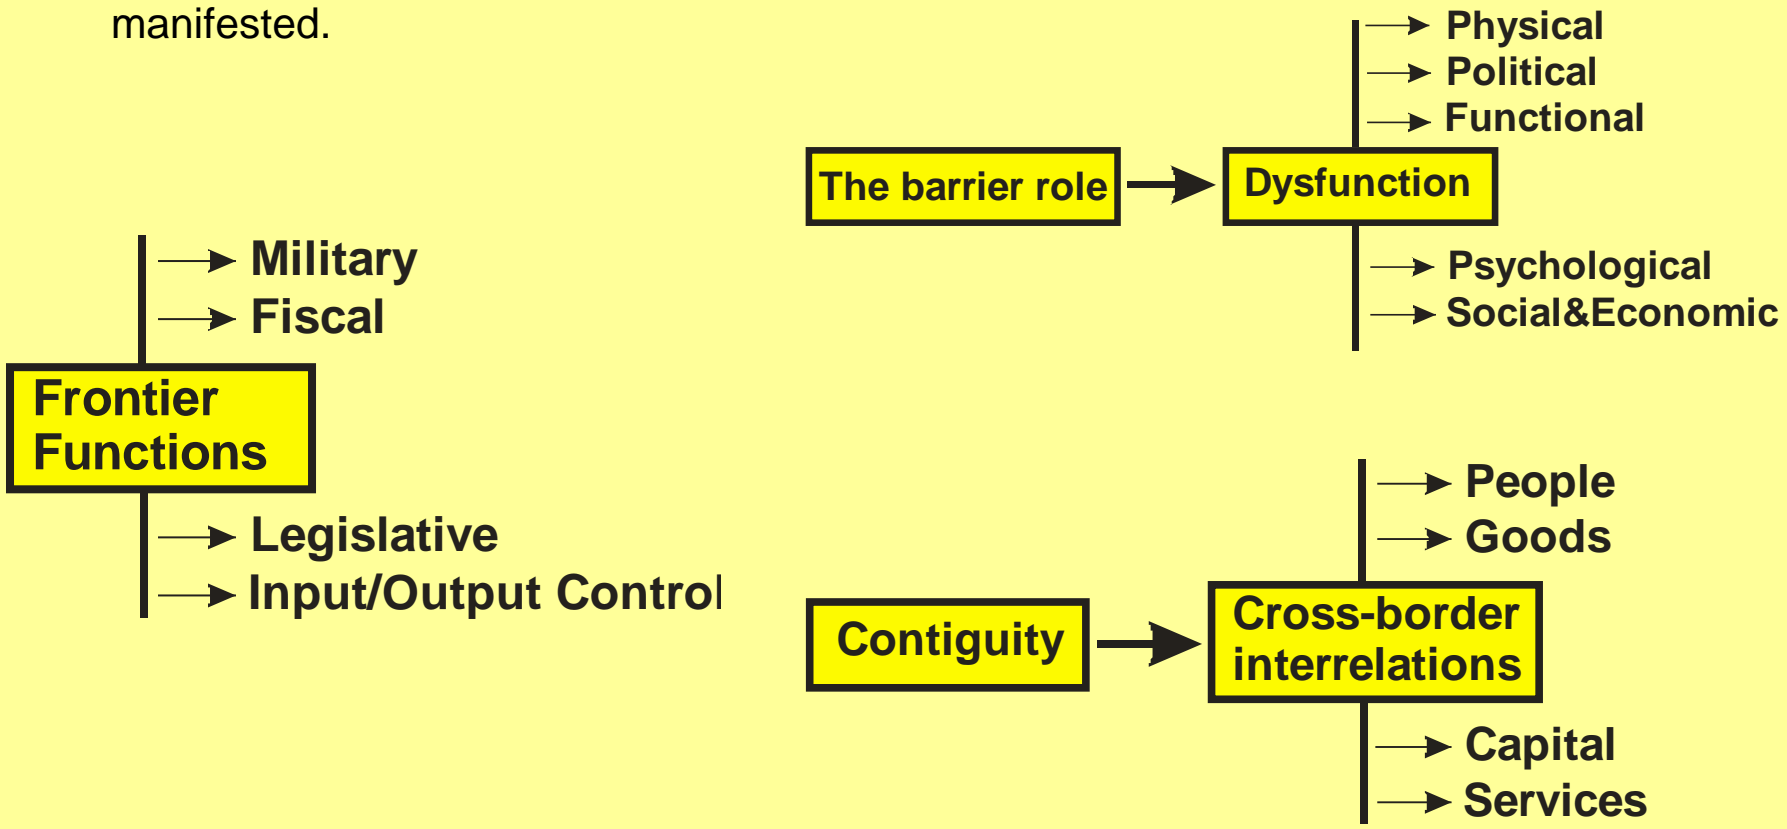 manifested.
Military
Fiscal
Frontier
Functions
Legislative
Input/Output Control
Physical
Political
Functional
The barrier role
Dysfunction
Psychological
Social&Economic
People
Goods
Contiguity
Cross-border
interrelations
Capital
Services